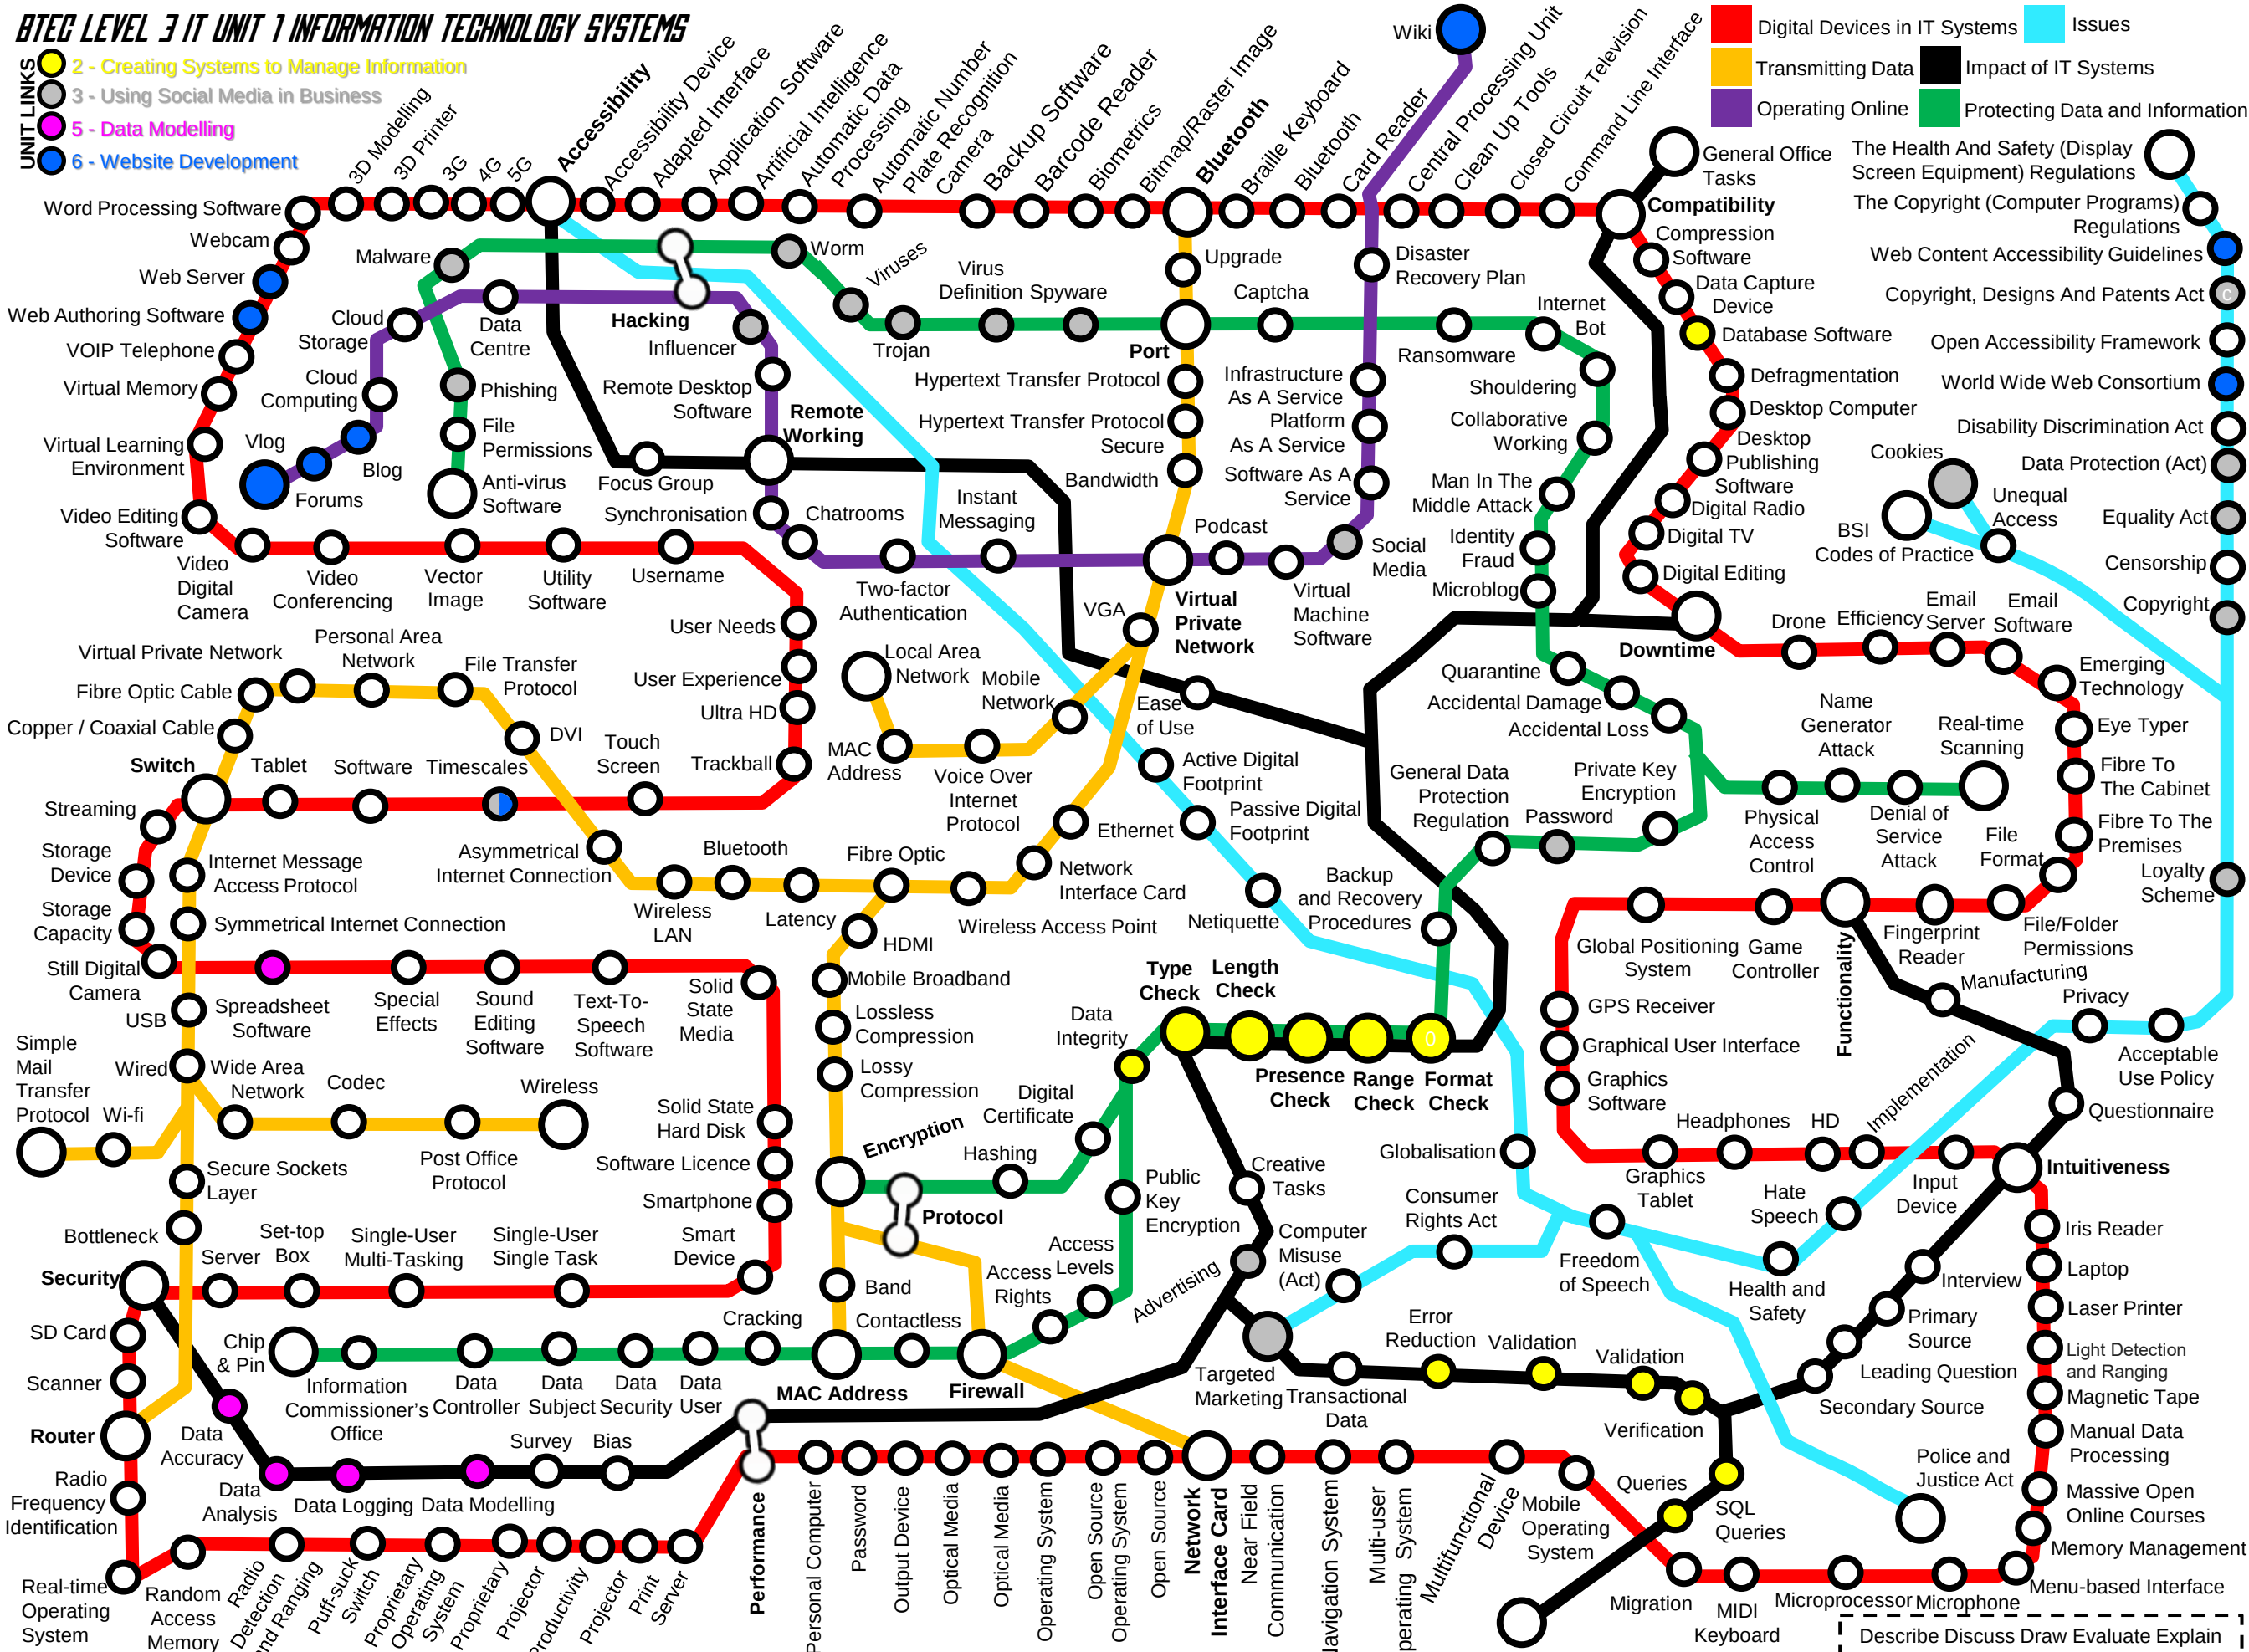 BTEC LEVEL 3 IT UNIT 1 INFORMATION TECHNOLOGY SYSTEMS
UNIT LINKS
2 - Creating Systems to Manage Information
3 - Using Social Media in Business
5 - Data Modelling
6 - Website Development
Digital Devices in IT Systems
Issues
Transmitting Data
Impact of IT Systems
Operating Online
Protecting Data and Information
3D Modelling
3D Printer
3G
4G
5G
Accessibility
Accessibility Device
Adapted Interface
Application Software
Artificial Intelligence
Automatic Data
Processing
Automatic Number
Plate Recognition
Camera
Backup Software
Barcode Reader
Biometrics
Bitmap/Raster Image
Bluetooth
Braille Keyboard
Bluetooth
Card Reader
Wiki
Central Processing Unit
Clean Up Tools
Closed Circuit Television
Command Line Interface
General Office
Tasks
Compatibility
Compression
Software
Data Capture
Device
Database Software
Defragmentation
Desktop Computer
Desktop
Publishing
Software
Digital Radio
Digital TV
Digital Editing
Downtime
The Health And Safety (Display
Screen Equipment) Regulations
The Copyright (Computer Programs)
Regulations
Web Content Accessibility Guidelines
Copyright, Designs And Patents Act
c
Open Accessibility Framework
World Wide Web Consortium
Disability Discrimination Act
Data Protection (Act)
Equality Act
Censorship
Copyright
Cookies
Unequal
Access
BSI
Codes of Practice
Word Processing Software
Webcam
Web Server
Web Authoring Software
VOIP Telephone
Virtual Memory
Virtual Learning
Environment
Video Editing
Software
Video
Digital
Camera
Video
Conferencing
Vector
Image
Utility
Software
Username
User Needs
User Experience
Ultra HD
Trackball
Malware
Worm
Viruses
Trojan
Virus
Definition
Spyware
Port
Captcha
Ransomware
Internet
Bot
Shouldering
Collaborative
Working
Man In The
Middle Attack
Identity
Fraud
Microblog
Quarantine
Accidental Damage
Accidental Loss
Phishing
File
Permissions
Anti-virus
Software
Cloud
Storage
Data
Centre
Cloud
Computing
Vlog
Forums
Blog
Hacking
Influencer
Remote Desktop
Software
Remote
Working
Focus Group
Synchronisation
Chatrooms
Two-factor
Authentication
Instant
Messaging
Virtual
Private
Network
Podcast
Virtual
Machine
Software
Social
Media
Software As A
Service
Platform
As A Service
Infrastructure
As A Service
Disaster
Recovery Plan
Upgrade
Hypertext Transfer Protocol
Hypertext Transfer Protocol
Secure
Bandwidth
VGA
Local Area
Network
Mobile
Network
MAC
Address
Voice Over
Internet
Protocol
Ethernet
Network
Interface Card
Ease
of Use
Active Digital
Footprint
Passive Digital
Footprint
Netiquette
Virtual Private Network
Personal Area
Network
File Transfer
Protocol
Fibre Optic Cable
Copper / Coaxial Cable
DVI
Switch
Tablet
Software
Timescales
Touch
Screen
Streaming
Storage
Device
Storage
Capacity
Still Digital
Camera
Internet Message
Access Protocol
Symmetrical Internet Connection
Asymmetrical
Internet Connection
Wireless
LAN
Bluetooth
Latency
Fibre Optic
Wireless Access Point
HDMI
Mobile Broadband
Lossless
Compression
Lossy
Compression
USB
Spreadsheet
Software
Special
Effects
Sound
Editing
Software
Text-To-
Speech
Software
Solid
State
Media
Solid State
Hard Disk
Software Licence
Smartphone
Smart
Device
Simple
Mail
Transfer
Protocol
Wi-fi
Wired
Wide Area
Network
Codec
Post Office
Protocol
Wireless
Secure Sockets
Layer
Bottleneck
Security
Server
Set-top
Box
Single-User
Multi-Tasking
Single-User
Single Task
SD Card
Scanner
Router
Radio
Frequency
Identification
Real-time
Operating
System
Random
Access
Memory
Radio
Detection
and Ranging
Puff-suck
Switch
Proprietary
Operating
System
Proprietary
Projector
Productivity
Projector
Print
Server
Performance
Personal Computer
Password
Output Device
Optical Media
Optical Media
Operating System
Open Source
Operating System
Open Source
Network
Interface Card
Near Field
Communication
Navigation System
Multi-user
Operating System
Multifunctional
Device
Mobile
Operating
System
Migration
MIDI
Keyboard
Microprocessor
Microphone
Menu-based Interface
Memory Management
Massive Open
Online Courses
Manual Data
Processing
Magnetic Tape
Light Detection
and Ranging
Laser Printer
Laptop
Iris Reader
Intuitiveness
Input
Device
Implementation
HD
Headphones
Graphics
Tablet
Graphics
Software
Graphical User Interface
GPS Receiver
Global Positioning
System
Game
Controller
Functionality
Fingerprint
Reader
File/Folder
Permissions
File
Format
Fibre To The
Premises
Fibre To
The Cabinet
Eye Typer
Emerging
Technology
Email
Software
Email
Server
Efficiency
Drone
Name
Generator
Attack
Real-time
Scanning
Physical
Access
Control
Denial of
Service
Attack
Private Key
Encryption
Password
General Data
Protection
Regulation
Backup
and Recovery
Procedures
Type
Check
Length
Check
Presence
Check
Range
Check
Format
Check
0
Data
Integrity
Digital
Certificate
Hashing
Encryption
Protocol
Public
Key
Encryption
Access
Levels
Access
Rights
Firewall
Contactless
MAC Address
Band
Cracking
Data
User
Data
Security
Data
Subject
Data
Controller
Information
Commissioner's
Office
Chip
& Pin
Data
Accuracy
Data
Analysis
Data Logging
Data Modelling
Survey
Bias
Creative
Tasks
Advertising
Computer
Misuse
(Act)
Consumer
Rights Act
Globalisation
Freedom
of Speech
Health and
Safety
Hate
Speech
Privacy
Acceptable
Use Policy
Loyalty
Scheme
Manufacturing
Questionnaire
Interview
Primary
Source
Leading Question
Secondary Source
Targeted
Marketing
Transactional
Data
Error
Reduction
Validation
Validation
Verification
Queries
SQL
Queries
Police and
Justice Act
Describe Discuss Draw Evaluate Explain